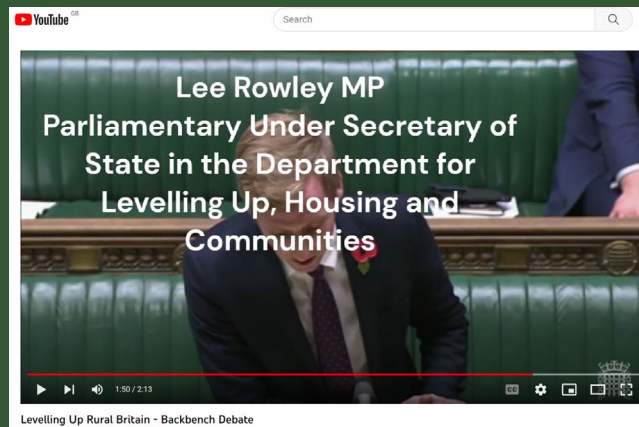 YouTube GB
Search
Lee Rowley MP
Parliamentary Under Secretary of
State in the Department for
Levelling Up, Housing and
Communities
1:50 / 2:13
CC
Levelling Up Rural Britain - Backbench Debate